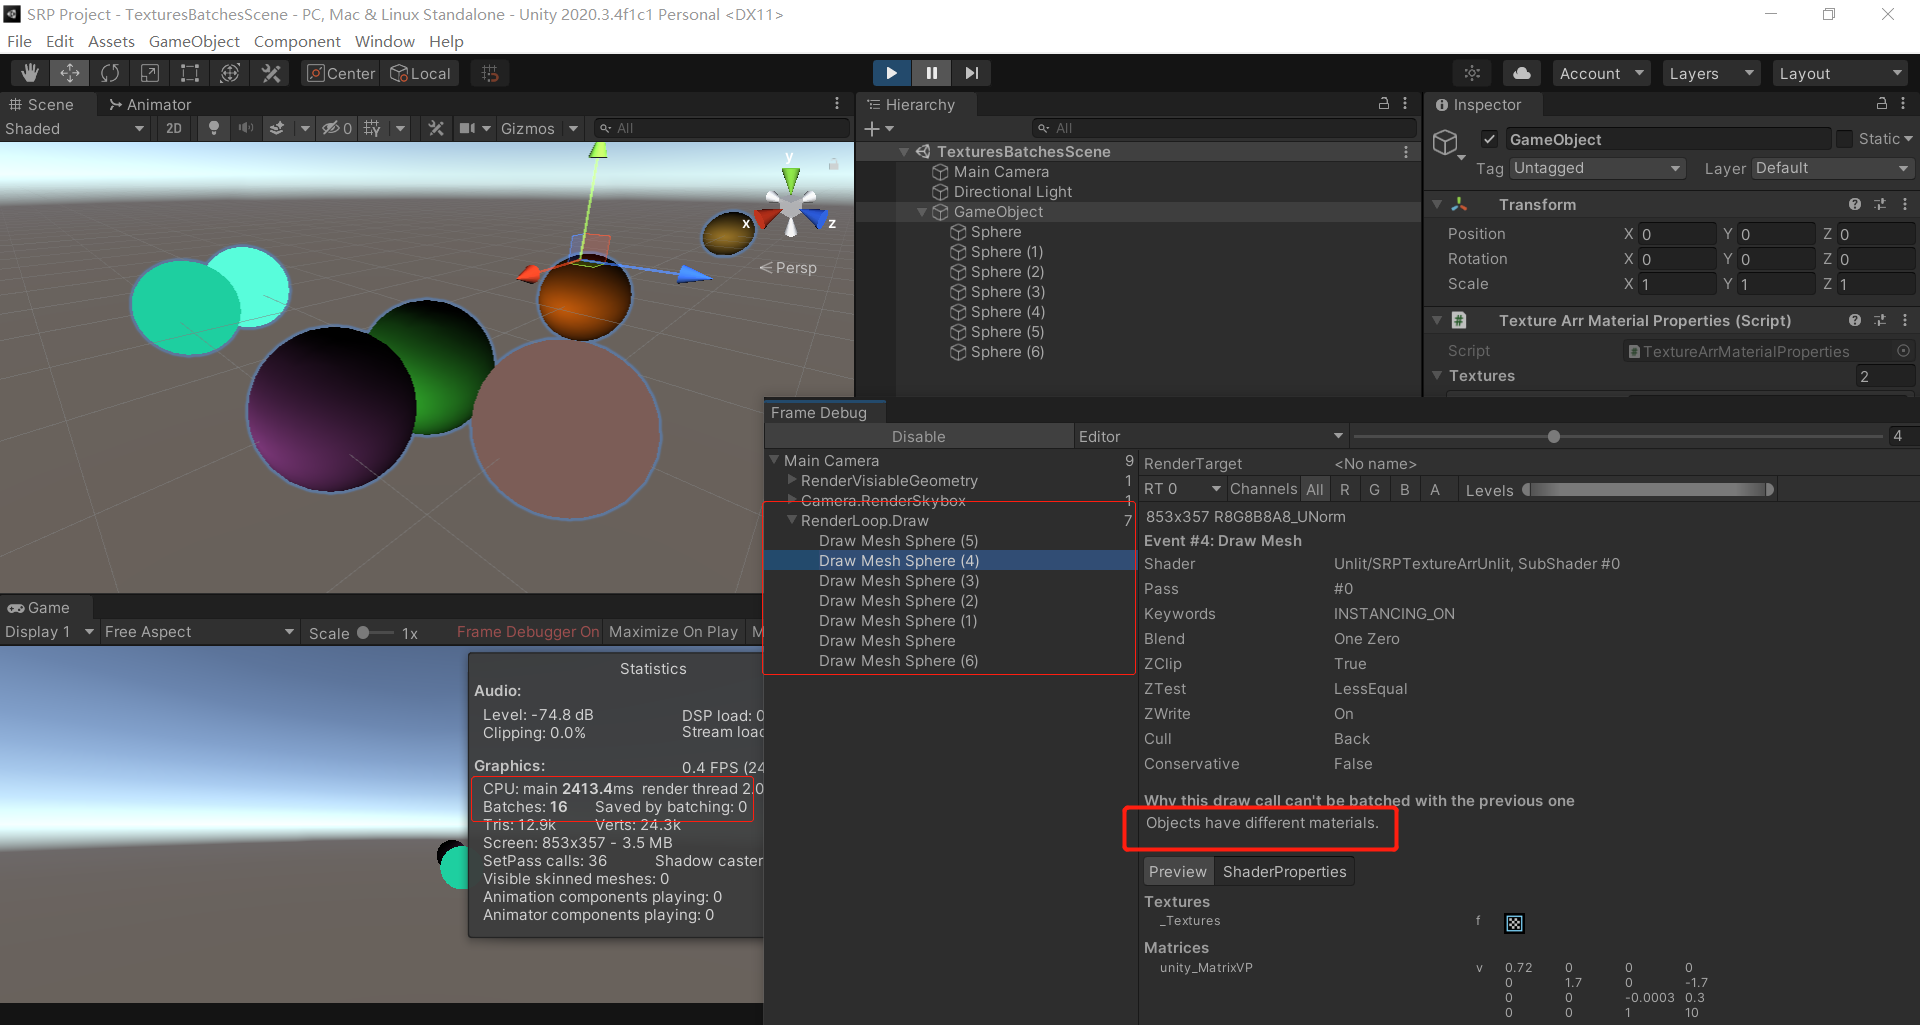 SRP Project - TexturesBatchesScene - PC, Mac & Linux Standalone - Unity 2020.3.4f1c1 Personal <DX11>
File Edit Assets GameObject Component Window Help
Center Local
Account Layers Layout
Scene Animator
Shaded 2D 0 Gizmos All
y
x
z
Persp
Hierarchy
All
TexturesBatchesScene
Main Camera
Directional Light
GameObject
Sphere
Sphere (1)
Sphere (2)
Sphere (3)
Sphere (4)
Sphere (5)
Sphere (6)
Inspector
GameObject Static
Tag Untagged Layer Default
Transform
Position X 0 Y 0 Z 0
Rotation X 0 Y 0 Z 0
Scale X 1 Y 1 Z 1
Texture Arr Material Properties (Script)
Script TextureArrMaterialProperties
Textures 2
Game
Display 1 Free Aspect Scale 1x Frame Debugger On Maximize On Play M
Statistics
Audio:
Level: -74.8 dB DSP load: 0
Clipping: 0.0% Stream load
Graphics: 0.4 FPS (24
CPU: main 2413.4ms render thread 2.0
Batches: 16 Saved by batching: 0
Tris: 12.9k Verts: 24.3k
Screen: 853x357 - 3.5 MB
SetPass calls: 36 Shadow caster
Visible skinned meshes: 0
Animation components playing: 0
Animator components playing: 0
Frame Debug
Disable Editor 4
Main Camera 9
RenderVisiableGeometry 1
Camera.RenderSkybox 1
RenderLoop.Draw 7
Draw Mesh Sphere (5)
Draw Mesh Sphere (4)
Draw Mesh Sphere (3)
Draw Mesh Sphere (2)
Draw Mesh Sphere (1)
Draw Mesh Sphere
Draw Mesh Sphere (6)
RenderTarget <No name>
RT 0 Channels All R G B A Levels
853x357 R8G8B8A8_UNorm
Event #4: Draw Mesh
Shader Unlit/SRPTextureArrUnlit, SubShader #0
Pass #0
Keywords INSTANCING_ON
Blend One Zero
ZClip True
ZTest LessEqual
ZWrite On
Cull Back
Conservative False
Why this draw call can't be batched with the previous one
Objects have different materials.
Preview ShaderProperties
Textures
_Textures f
Matrices
unity_MatrixVP v 0.72 0 0 0
0 1.7 0 -1.7
0 0 -0.0003 0.3
0 0 1 10